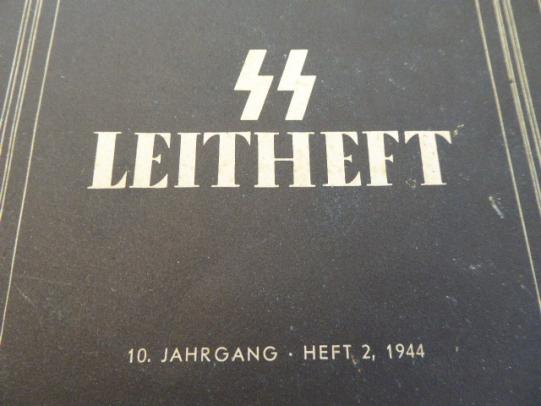 SS
LEITHEFT
10. JAHRGANG · HEFT 2, 1944